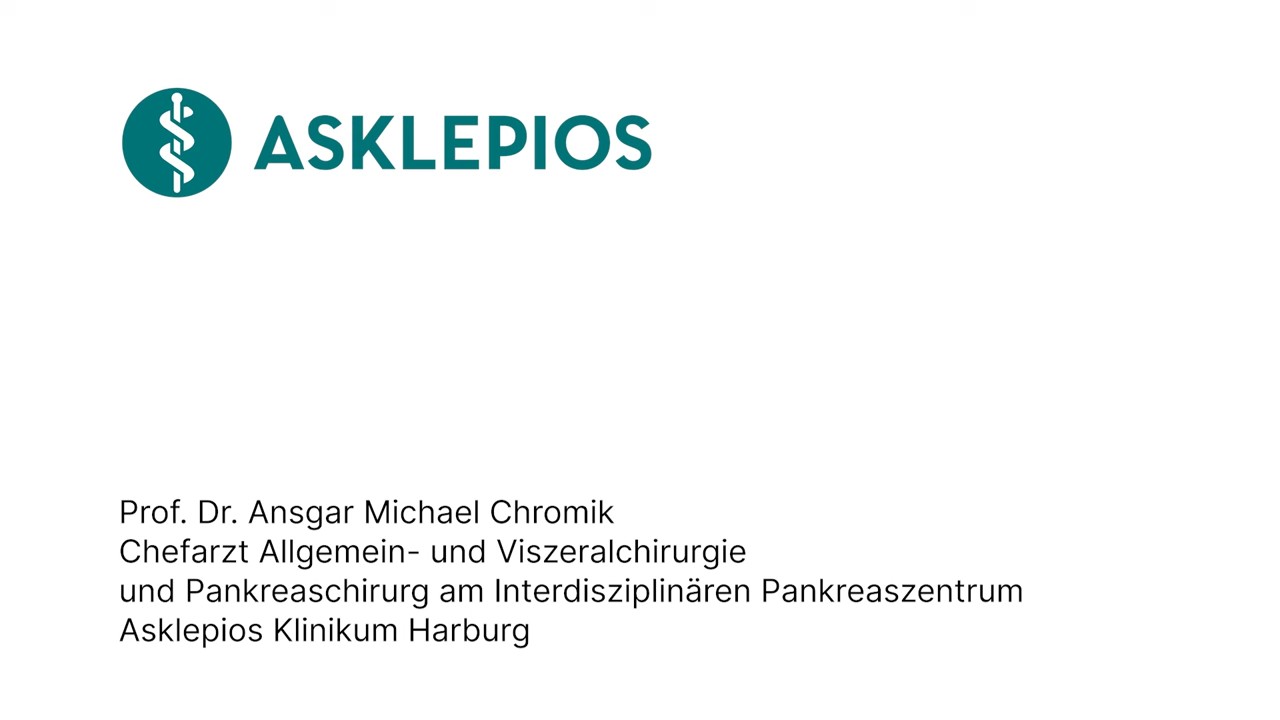 ASKLEPIOS
Prof. Dr. Ansgar Michael Chromik
Chefarzt Allgemein- und Viszeralchirurgie
und Pankreaschirurg am Interdisziplinären Pankreaszentrum
Asklepios Klinikum Harburg